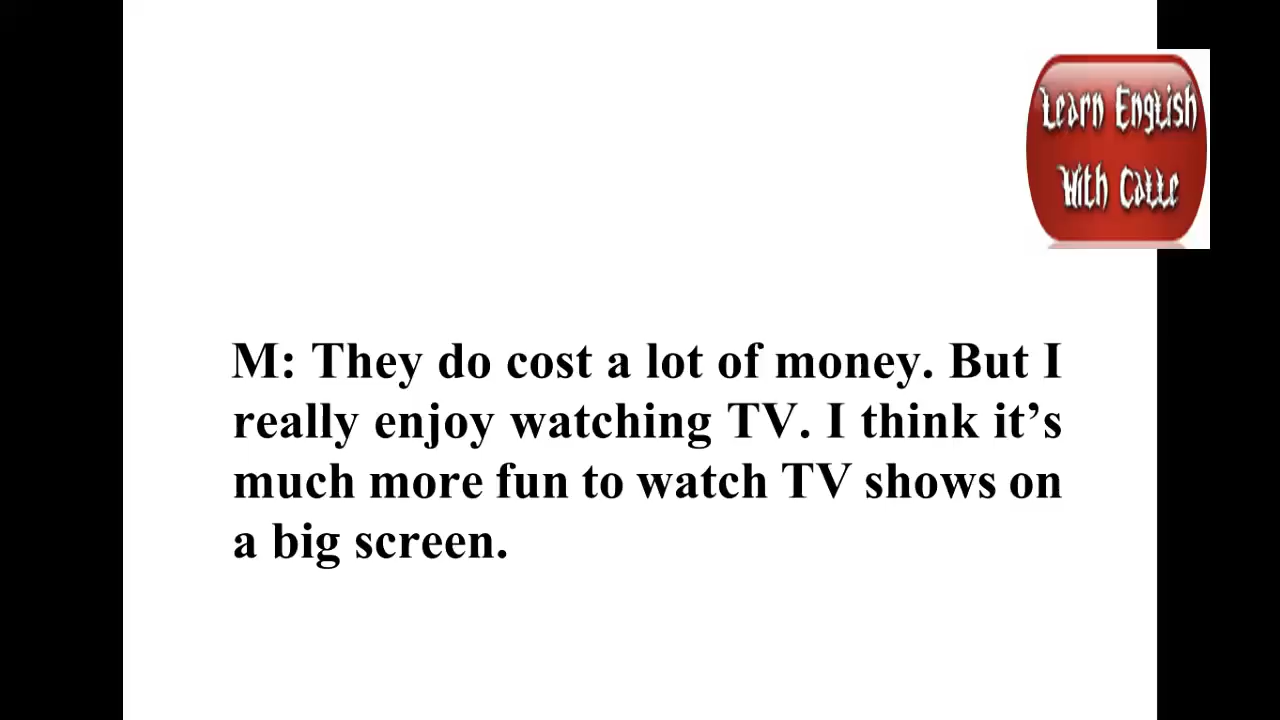 Learn English
With Catte
M: They do cost a lot of money. But I
really enjoy watching TV. I think it’s
much more fun to watch TV shows on
a big screen.